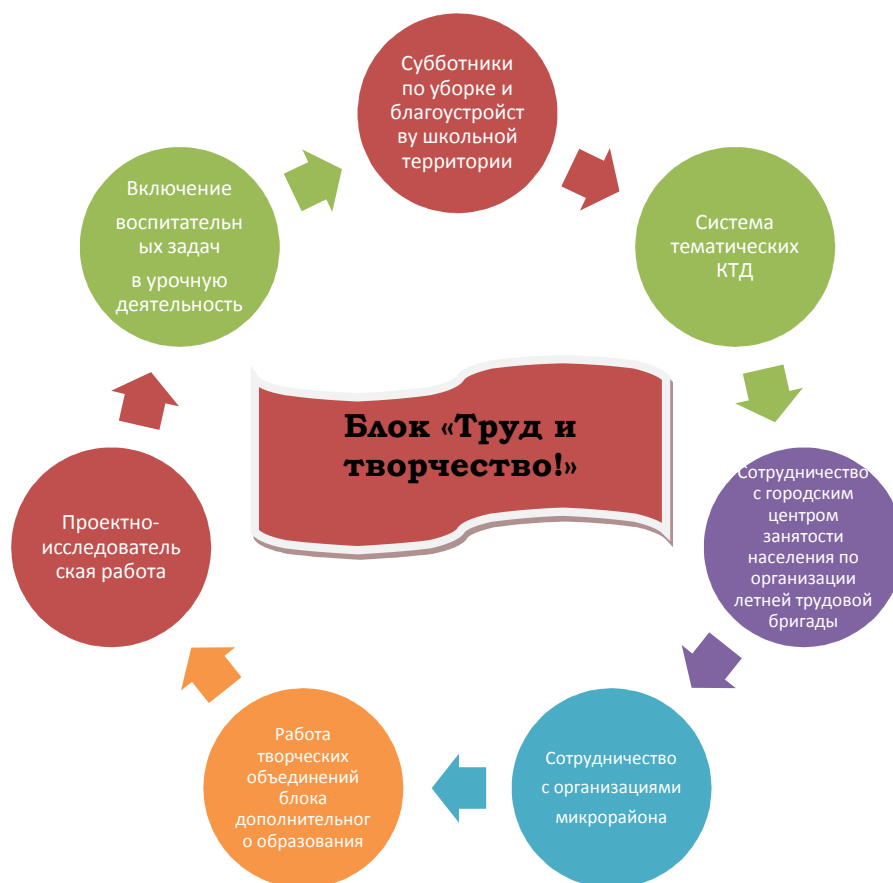 Субботники
по уборке и
благоустройст
ву школьной
территории
Система
тематических
КТД
Сотрудничество
с городским
центром
занятости
населения по
организации
летней трудовой
бригады
Сотрудничество
с организациями
микрорайона
Работа
творческих
объединений
блока
дополнительног
о образования
Проектно-
исследователь
ская работа
Включение
воспитательн
ых задач
в урочную
деятельность
Блок «Труд и
творчество!»